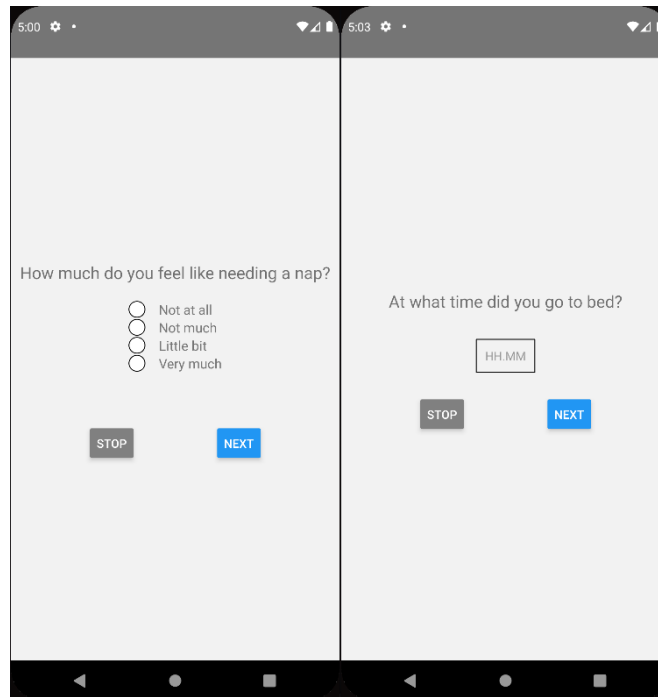 5:00
How much do you feel like needing a nap?
Not at all
Not much
Little bit
Very much
STOP NEXT
5:03
At what time did you go to bed?
HH.MM
STOP NEXT